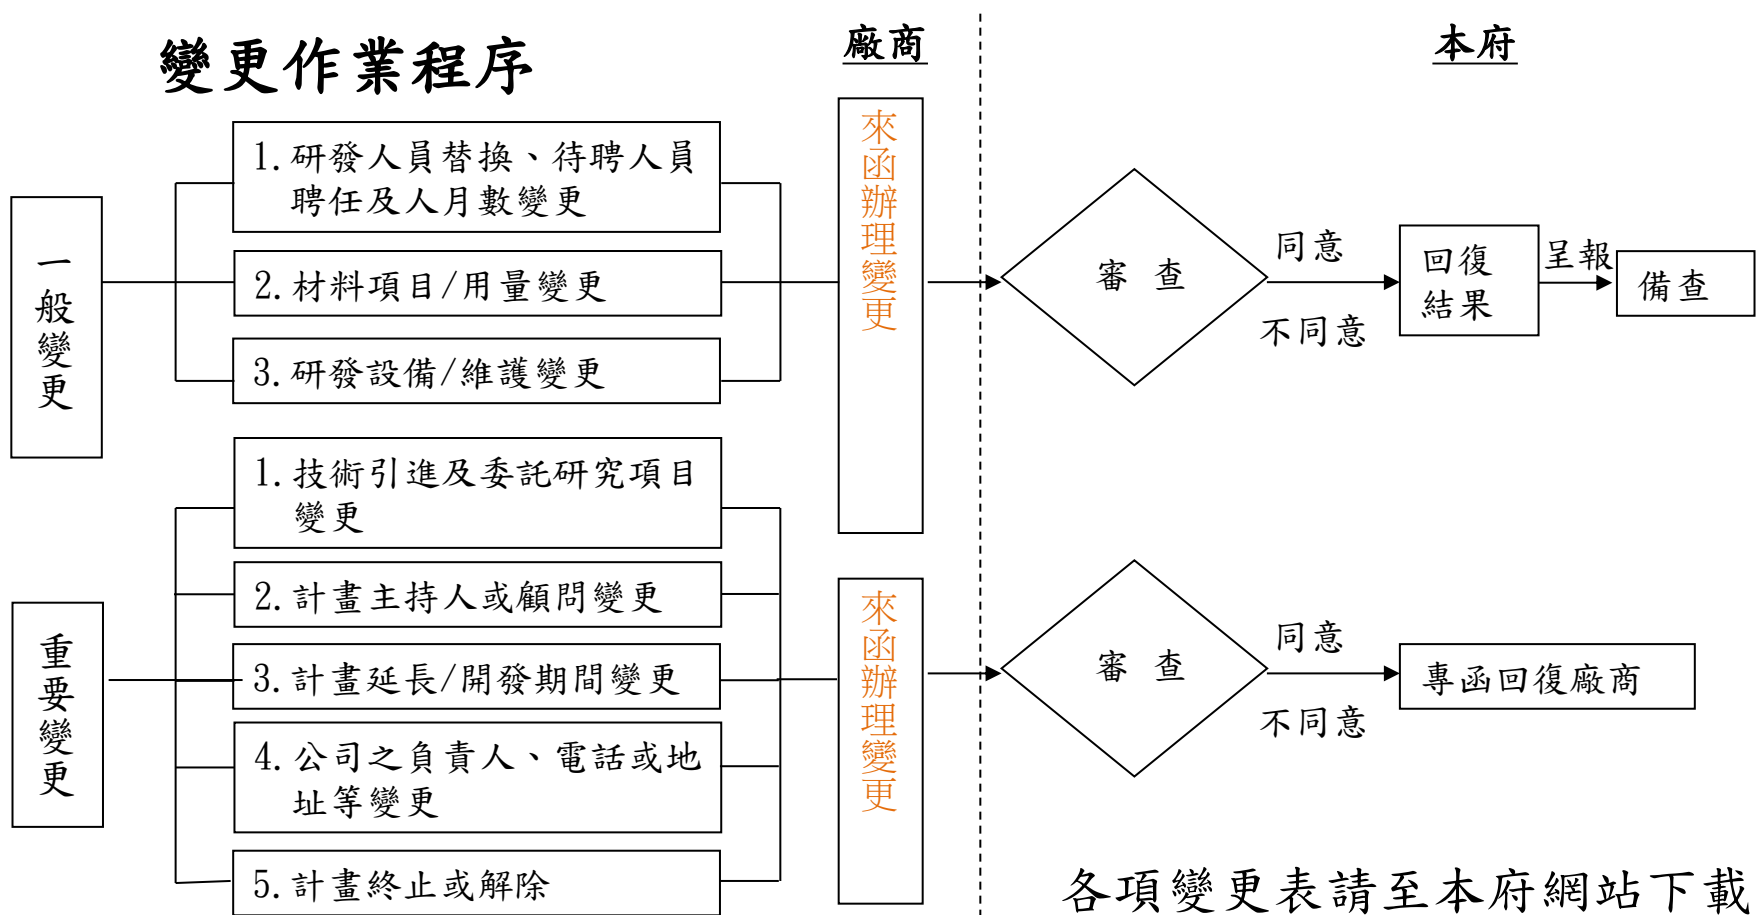 變更作業程序
廠商
本府
一般變更
1.研發人員替換、待聘人員
聘任及人月數變更
2.材料項目/用量變更
3.研發設備/維護變更
來函辦理變更
審 查
同意
不同意
回復
結果
呈報
備查
重要變更
1.技術引進及委託研究項目
變更
2.計畫主持人或顧問變更
3.計畫延長/開發期間變更
4.公司之負責人、電話或地
址等變更
5.計畫終止或解除
來函辦理變更
審 查
同意
不同意
專函回復廠商
各項變更表請至本府網站下載